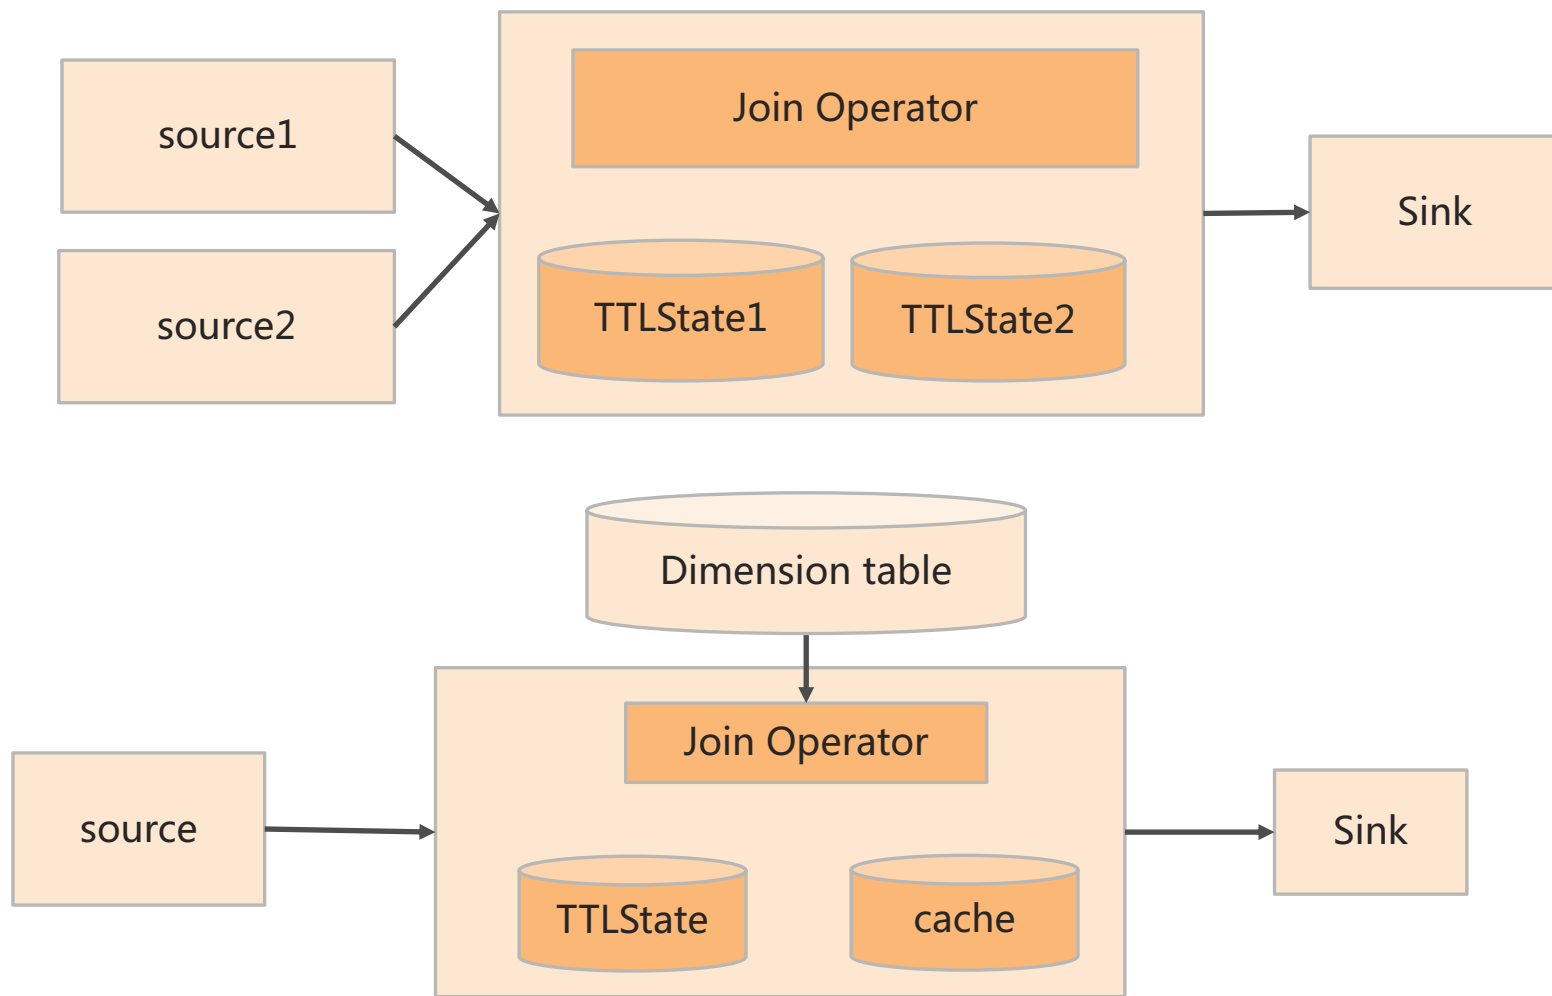 source1
source2
Join Operator
TTLState1
TTLState2
Sink
Dimension table
Join Operator
source
TTLState
cache
Sink